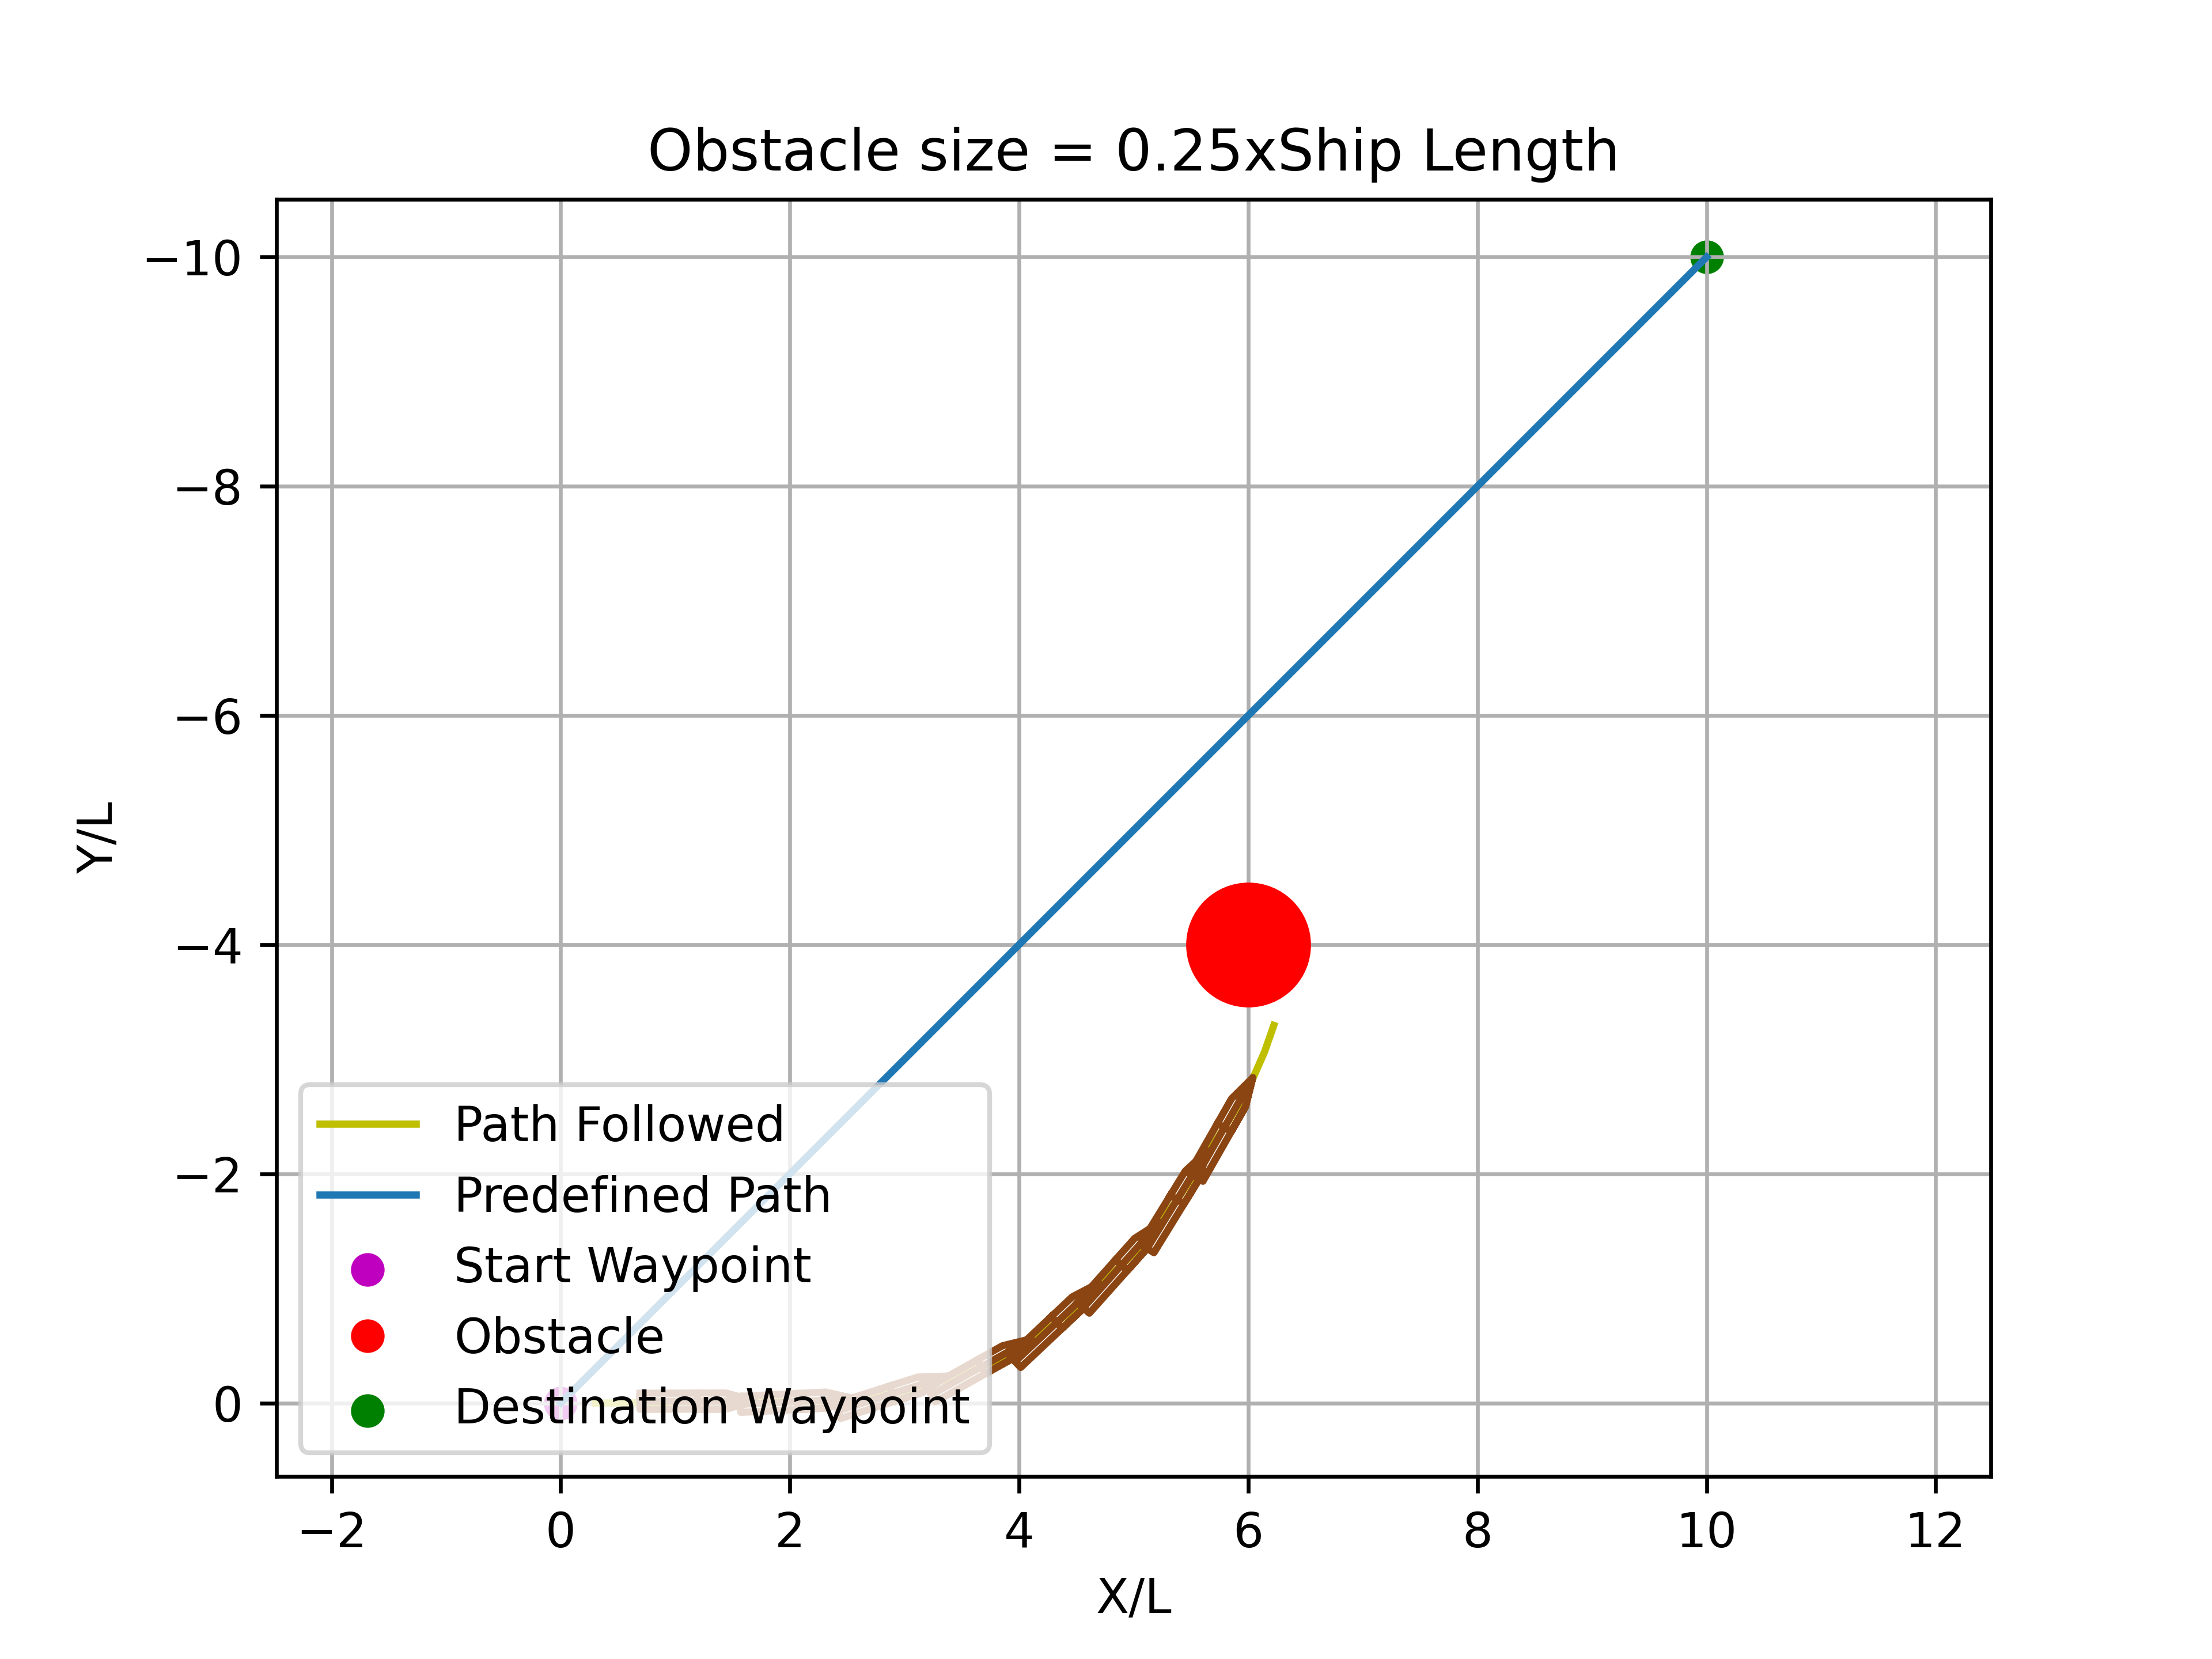 Obstacle size = 0.25xShip Length
−10
−8
−6
−4
−2
0
Y/L
Path Followed
Predefined Path
Start Waypoint
Obstacle
Destination Waypoint
−2 0 2 4 6 8 10 12
X/L